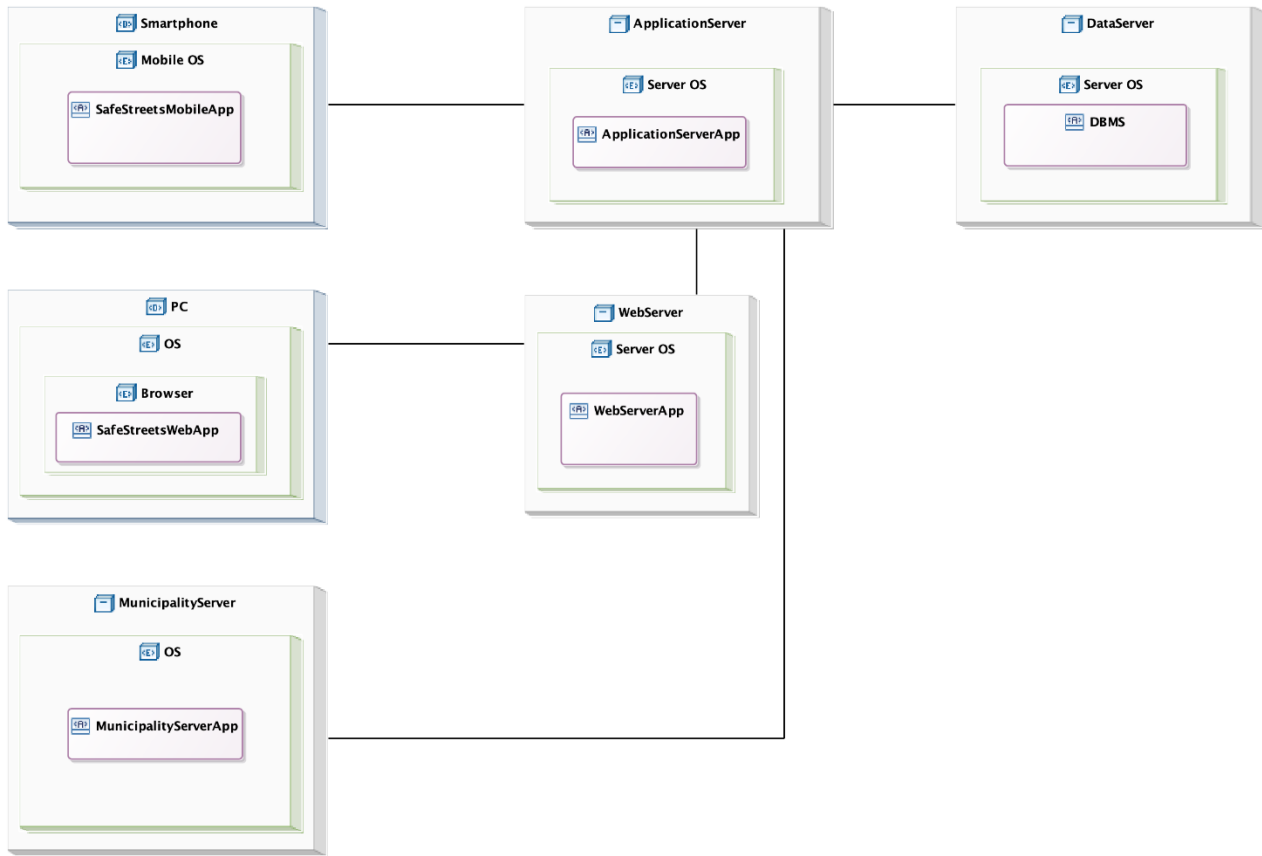 Smartphone
Mobile OS
<A> SafeStreetsMobileApp
ApplicationServer
<E> Server OS
<A> ApplicationServerApp
DataServer
<E> Server OS
<A> DBMS
<D> PC
<E> OS
<E> Browser
<A> SafeStreetsWebApp
WebServer
<E> Server OS
<A> WebServerApp
MunicipalityServer
<E> OS
<A> MunicipalityServerApp